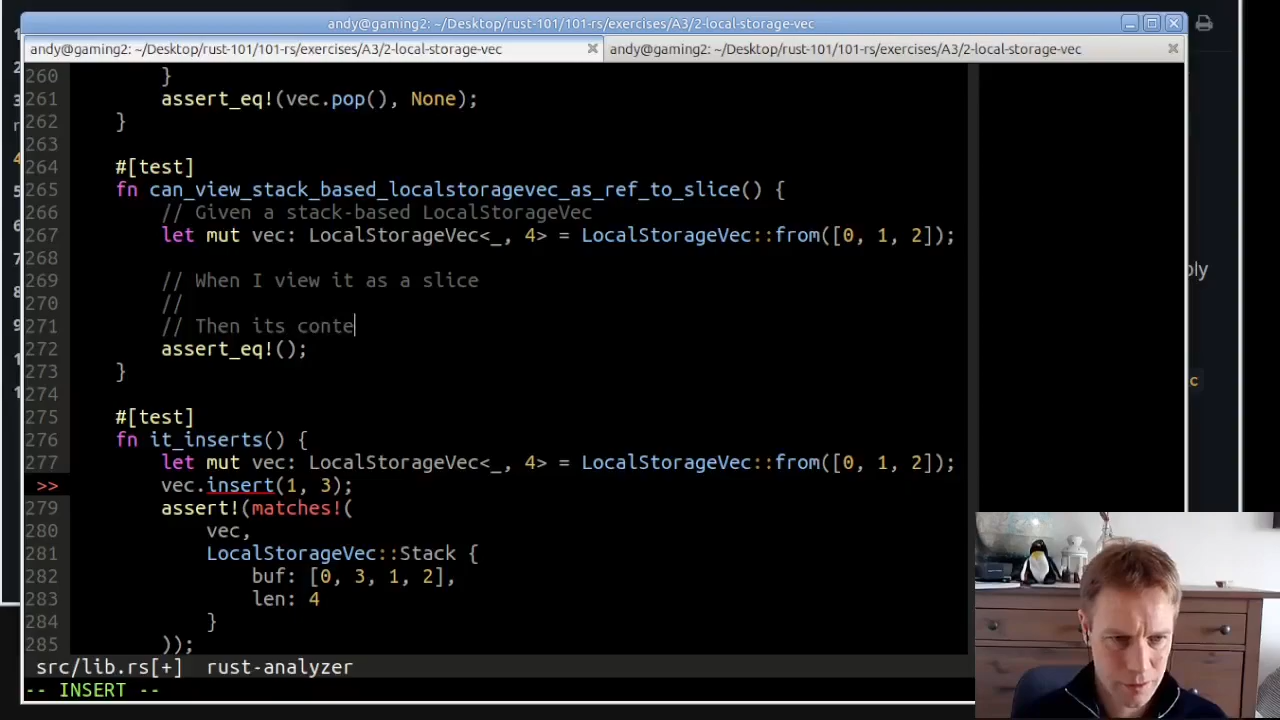 andy@gaming2: ~/Desktop/rust-101/101-rs/exercises/A3/2-local-storage-vec
andy@gaming2: ~/Desktop/rust-101/101-rs/exercises/A3/2-local-storage-vec
andy@gaming2: ~/Desktop/rust-101/101-rs/exercises/A3/2-local-storage-vec
260         }
261         assert_eq!(vec.pop(), None);
262     }
263
264     #[test]
265     fn can_view_stack_based_localstoragevec_as_ref_to_slice() {
266         // Given a stack-based LocalStorageVec
267         let mut vec: LocalStorageVec<_, 4> = LocalStorageVec::from([0, 1, 2]);
268
269         // When I view it as a slice
270         //
271         // Then its conte
272         assert_eq!();
273     }
274
275     #[test]
276     fn it_inserts() {
277         let mut vec: LocalStorageVec<_, 4> = LocalStorageVec::from([0, 1, 2]);
>>         vec.insert(1, 3);
279         assert!(matches!(
280             vec,
281             LocalStorageVec::Stack {
282                 buf: [0, 3, 1, 2],
283                 len: 4
284             }
285         ));
src/lib.rs[+] rust-analyzer
-- INSERT --
ply
c